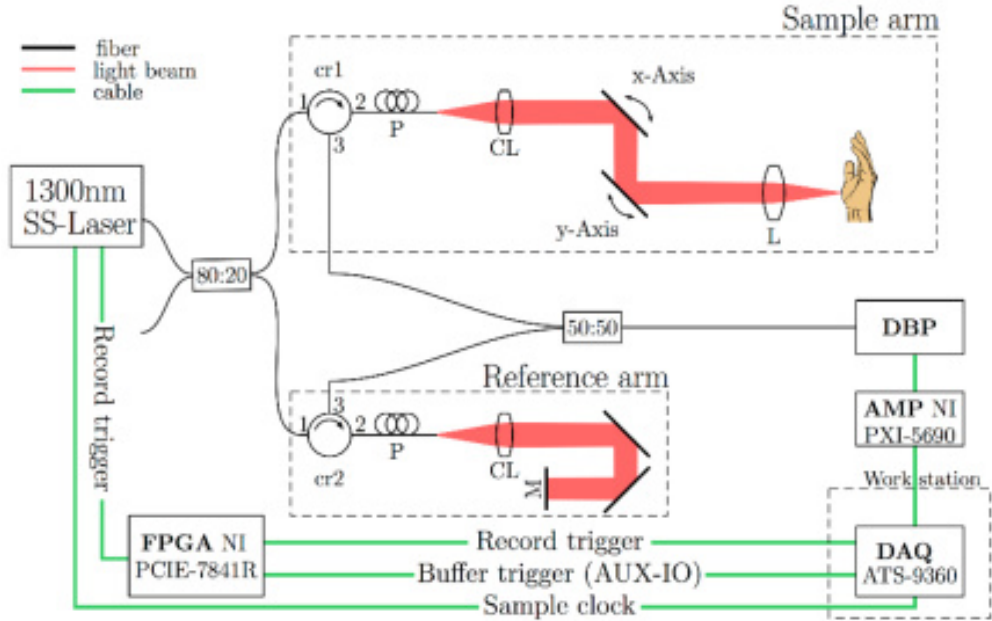 Sample arm
fiber
light beam
cable
cr1
1
2
3
P
CL
x-Axis
y-Axis
L
1300nm
SS-Laser
80:20
50:50
DBP
Record trigger
Reference arm
3
1
2
P
CL
M
cr2
AMP NI
PXI-5690
Work station
FPGA NI
PCIE-7841R
Record trigger
Buffer trigger (AUX-IO)
Sample clock
DAQ
ATS-9360